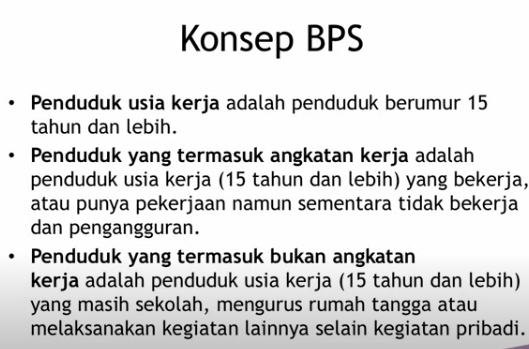 Konsep BPS
• Penduduk usia kerja adalah penduduk berumur 15
tahun dan lebih.
• Penduduk yang termasuk angkatan kerja adalah
penduduk usia kerja (15 tahun dan lebih) yang bekerja,
atau punya pekerjaan namun sementara tidak bekerja
dan pengangguran.
• Penduduk yang termasuk bukan angkatan
kerja adalah penduduk usia kerja (15 tahun dan lebih)
yang masih sekolah, mengurus rumah tangga atau
melaksanakan kegiatan lainnya selain kegiatan pribadi.